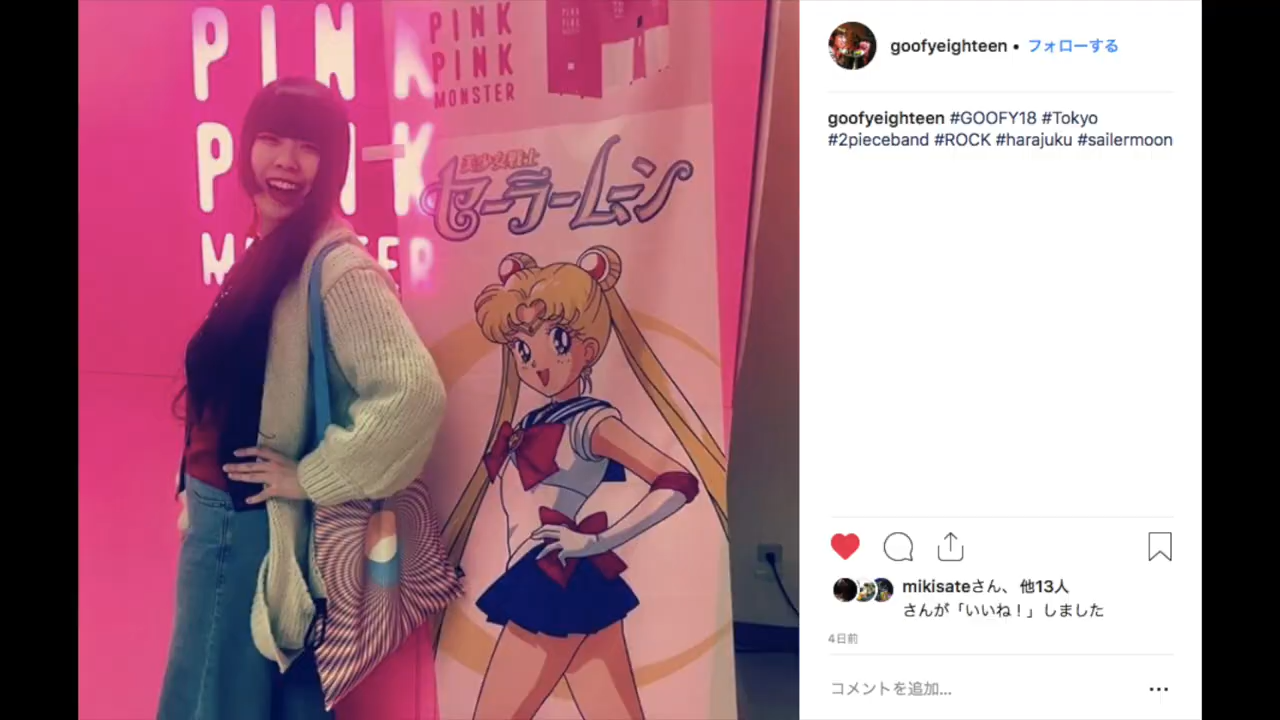 PINK
PINK
MONSTER
PINK
PINK
MONSTER
美少女戦士
セーラームーン
goofyeighteen • フォローする
goofyeighteen #GOOFY18 #Tokyo
#2pieceband #ROCK #harajuku #sailermoon
mikisateさん、他13人
さんが「いいね！」しました
4日前
コメントを追加...